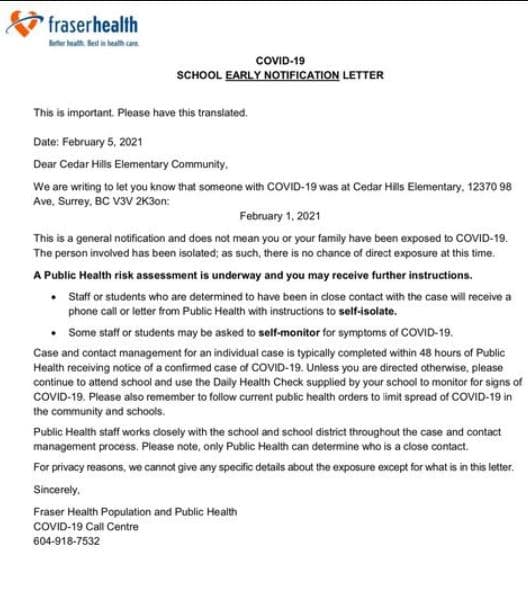 fraserhealth
Better health. Best in health care.
COVID-19
SCHOOL EARLY NOTIFICATION LETTER
This is important. Please have this translated.
Date: February 5, 2021
Dear Cedar Hills Elementary Community,
We are writing to let you know that someone with COVID-19 was at Cedar Hills Elementary, 12370 98
Ave, Surrey, BC V3V 2K3on:
February 1, 2021
This is a general notification and does not mean you or your family have been exposed to COVID-19.
The person involved has been isolated; as such, there is no chance of direct exposure at this time.
A Public Health risk assessment is underway and you may receive further instructions.
• Staff or students who are determined to have been in close contact with the case will receive a
phone call or letter from Public Health with instructions to self-isolate.
• Some staff or students may be asked to self-monitor for symptoms of COVID-19.
Case and contact management for an individual case is typically completed within 48 hours of Public
Health receiving notice of a confirmed case of COVID-19. Unless you are directed otherwise, please
continue to attend school and use the Daily Health Check supplied by your school to monitor for signs of
COVID-19. Please also remember to follow current public health orders to limit spread of COVID-19 in
the community and schools.
Public Health staff works closely with the school and school district throughout the case and contact
management process. Please note, only Public Health can determine who is a close contact.
For privacy reasons, we cannot give any specific details about the exposure except for what is in this letter.
Sincerely,
Fraser Health Population and Public Health
COVID-19 Call Centre
604-918-7532